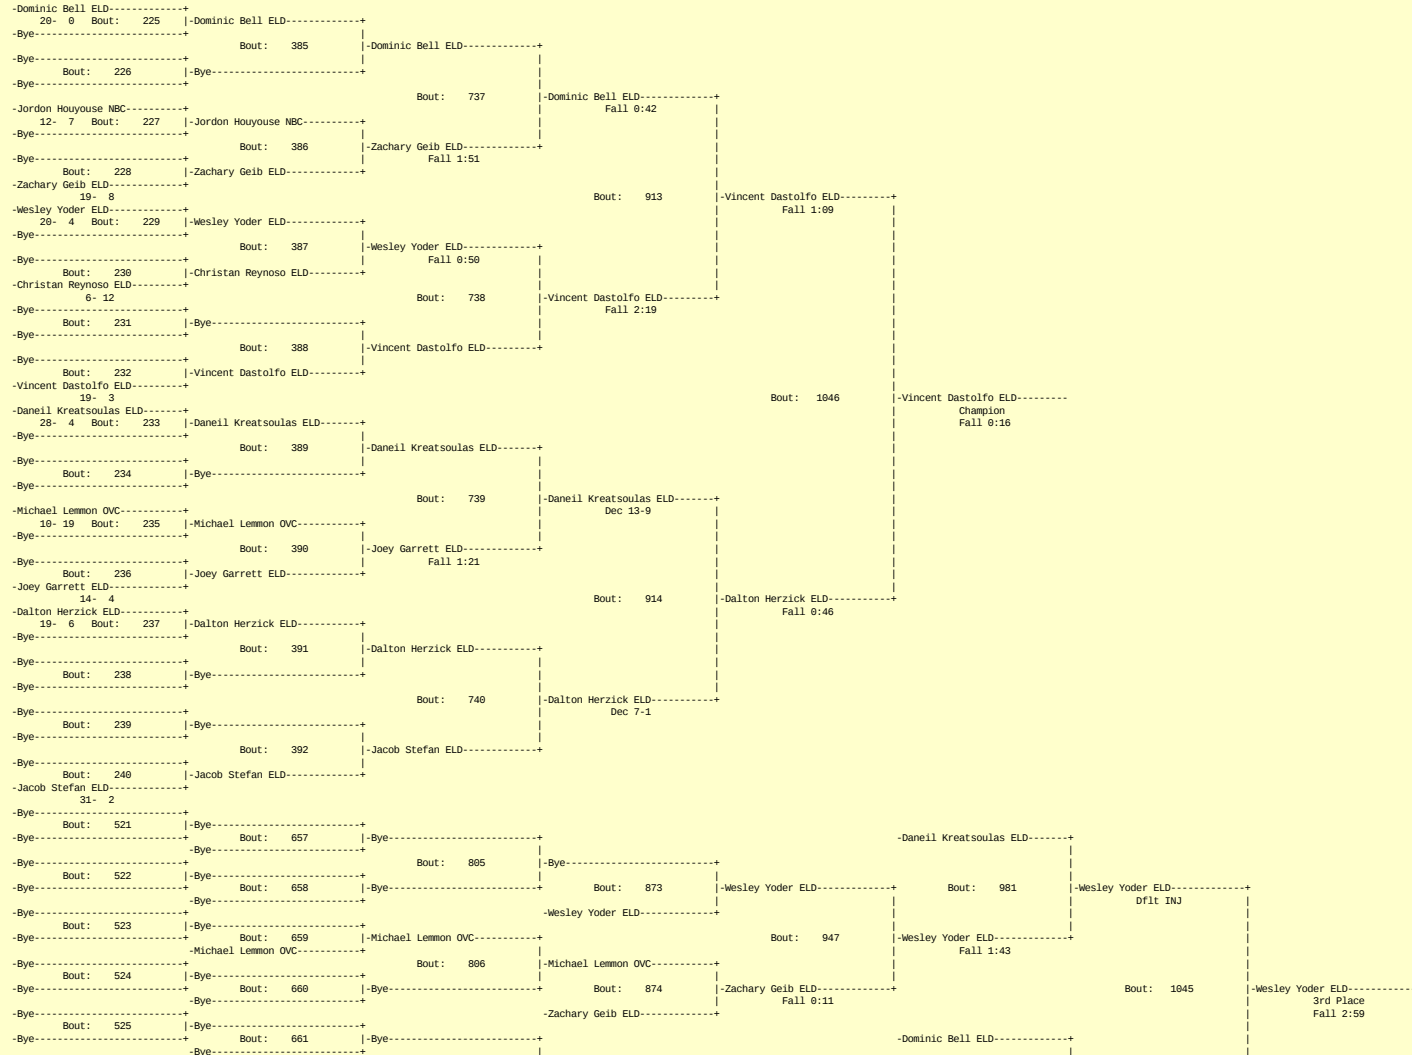 -Dominic Bell ELD-------------+
20-  0   Bout:    225     |-Dominic Bell ELD-------------+
-Bye--------------------------+                              |
Bout:    385     |-Dominic Bell ELD-------------+
-Bye--------------------------+                              |                              |
Bout:    226     |-Bye--------------------------+                              |
-Bye--------------------------+                                                             |
Bout:    737     |-Dominic Bell ELD-------------+
-Jordon Houyouse NBC----------+                                                             |          Fall 0:42          |
12-  7   Bout:    227     |-Jordon Houyouse NBC----------+                              |                              |
-Bye--------------------------+                              |                              |                              |
Bout:    386     |-Zachary Geib ELD-------------+                              |
-Bye--------------------------+                              |          Fall 1:51                                         |
Bout:    228     |-Zachary Geib ELD-------------+                                                             |
-Zachary Geib ELD-------------+                                                                                            |
19-  8                                                                                 Bout:    913     |-Vincent Dastolfo ELD---------+
-Wesley Yoder ELD-------------+                                                                                            |          Fall 1:09          |
20-  4   Bout:    229     |-Wesley Yoder ELD-------------+                                                             |                              |
-Bye--------------------------+                              |                                                             |                              |
Bout:    387     |-Wesley Yoder ELD-------------+                              |                              |
-Bye--------------------------+                              |          Fall 0:50          |                              |                              |
Bout:    230     |-Christan Reynoso ELD---------+                              |                              |                              |
-Christan Reynoso ELD---------+                                                             |                              |                              |
6- 12                                                    Bout:    738     |-Vincent Dastolfo ELD---------+                              |
-Bye--------------------------+                                                             |          Fall 2:19                                         |
Bout:    231     |-Bye--------------------------+                              |                                                             |
-Bye--------------------------+                              |                              |                                                             |
Bout:    388     |-Vincent Dastolfo ELD---------+                                                             |
-Bye--------------------------+                              |                                                                                            |
Bout:    232     |-Vincent Dastolfo ELD---------+                                                                                            |
-Vincent Dastolfo ELD---------+                                                                                                                           |
19-  3                                                                                                                Bout:   1046     |-Vincent Dastolfo ELD---------
-Daneil Kreatsoulas ELD-------+                                                                                                                           |          Champion
28-  4   Bout:    233     |-Daneil Kreatsoulas ELD-------+                                                                                            |          Fall 0:16
-Bye--------------------------+                              |                                                                                            |
Bout:    389     |-Daneil Kreatsoulas ELD-------+                                                             |
-Bye--------------------------+                              |                              |                                                             |
Bout:    234     |-Bye--------------------------+                              |                                                             |
-Bye--------------------------+                                                             |                                                             |
Bout:    739     |-Daneil Kreatsoulas ELD-------+                              |
-Michael Lemmon OVC-----------+                                                             |          Dec 13-9           |                              |
10- 19   Bout:    235     |-Michael Lemmon OVC-----------+                              |                              |                              |
-Bye--------------------------+                              |                              |                              |                              |
Bout:    390     |-Joey Garrett ELD-------------+                              |                              |
-Bye--------------------------+                              |          Fall 1:21                                         |                              |
Bout:    236     |-Joey Garrett ELD-------------+                                                             |                              |
-Joey Garrett ELD-------------+                                                                                            |                              |
14-  4                                                                                 Bout:    914     |-Dalton Herzick ELD-----------+
-Dalton Herzick ELD-----------+                                                                                            |          Fall 0:46
19-  6   Bout:    237     |-Dalton Herzick ELD-----------+                                                             |
-Bye--------------------------+                              |                                                             |
Bout:    391     |-Dalton Herzick ELD-----------+                              |
-Bye--------------------------+                              |                              |                              |
Bout:    238     |-Bye--------------------------+                              |                              |
-Bye--------------------------+                                                             |                              |
Bout:    740     |-Dalton Herzick ELD-----------+
-Bye--------------------------+                                                             |          Dec 7-1
Bout:    239     |-Bye--------------------------+                              |
-Bye--------------------------+                              |                              |
Bout:    392     |-Jacob Stefan ELD-------------+
-Bye--------------------------+                              |
Bout:    240     |-Jacob Stefan ELD-------------+
-Jacob Stefan ELD-------------+
31-  2
-Bye--------------------------+
Bout:    521     |-Bye--------------------------+
-Bye--------------------------+         Bout:    657     |-Bye--------------------------+                                                             -Daneil Kreatsoulas ELD-------+
-Bye-------------------------+                              |                                                                                            |
-Bye--------------------------+                                        Bout:    805     |-Bye--------------------------+                                                             |
Bout:    522     |-Bye--------------------------+                              |                              |                                                             |
-Bye--------------------------+         Bout:    658     |-Bye--------------------------+         Bout:    873     |-Wesley Yoder ELD-------------+         Bout:    981     |-Wesley Yoder ELD-------------+
-Bye-------------------------+                                                             |                              |                              |          Dflt INJ           |
-Bye--------------------------+                                                             -Wesley Yoder ELD-------------+                              |                              |                              |
Bout:    523     |-Bye--------------------------+                                                                                            |                              |                              |
-Bye--------------------------+         Bout:    659     |-Michael Lemmon OVC-----------+                                        Bout:    947     |-Wesley Yoder ELD-------------+                              |
-Michael Lemmon OVC----------+                              |                                                             |          Fall 1:43                                         |
-Bye--------------------------+                                        Bout:    806     |-Michael Lemmon OVC-----------+                              |                                                             |
Bout:    524     |-Bye--------------------------+                              |                              |                              |                                                             |
-Bye--------------------------+         Bout:    660     |-Bye--------------------------+         Bout:    874     |-Zachary Geib ELD-------------+                                        Bout:   1045     |-Wesley Yoder ELD-------------
-Bye-------------------------+                                                             |          Fall 0:11                                                                        |          3rd Place
-Bye--------------------------+                                                             -Zachary Geib ELD-------------+                                                                                            |          Fall 2:59
Bout:    525     |-Bye--------------------------+                                                                                                                                                          |
-Bye--------------------------+         Bout:    661     |-Bye--------------------------+                                                             -Dominic Bell ELD-------------+                              |
-Bye-------------------------+                              |                                                                                            |                              |